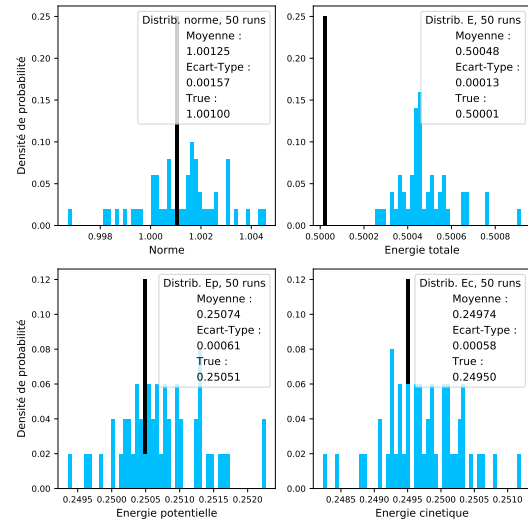 Distrib. norme, 50 runs
Moyenne :
1.00125
Ecart-Type :
0.00157
True :
1.00100
0.25
0.20
0.15
0.10
0.05
0.00
Densité de probabilité
0.998 1.000 1.002 1.004
Norme
Distrib. E, 50 runs
Moyenne :
0.50048
Ecart-Type :
0.00013
True :
0.50001
0.25
0.20
0.15
0.10
0.05
0.00
0.5000 0.5002 0.5004 0.5006 0.5008
Energie totale
Distrib. Ep, 50 runs
Moyenne :
0.25074
Ecart-Type :
0.00061
True :
0.25051
0.12
0.10
0.08
0.06
0.04
0.02
0.00
Densité de probabilité
0.2495 0.2500 0.2505 0.2510 0.2515 0.2520
Energie potentielle
Distrib. Ec, 50 runs
Moyenne :
0.24974
Ecart-Type :
0.00058
True :
0.24950
0.12
0.10
0.08
0.06
0.04
0.02
0.00
0.2485 0.2490 0.2495 0.2500 0.2505 0.2510
Energie cinetique